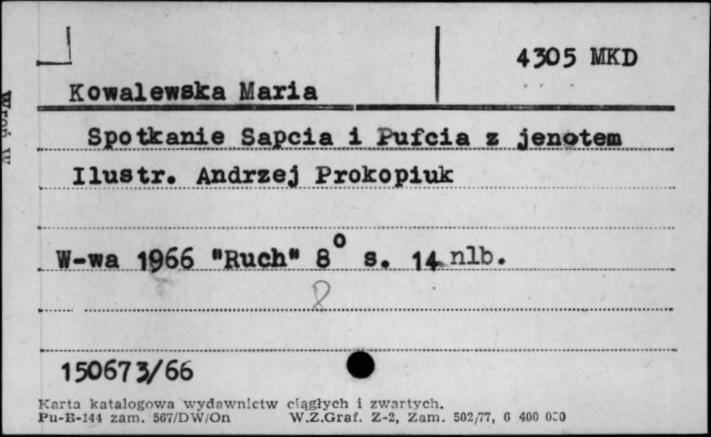 4305 MKD
Kowalewska Maria
Spotkanie Sapcia i Pufcia z jenotem
Ilustr. Andrzej Prokopiuk
W-wa 1966 "Ruch" 8° s. 14 nlb.
8
150673/66
Karta katalogowa wydawnictw ciągłych i zwartych.
Pu-B-144 zam. 567/DW/On W.Z.Graf. Z-2, Zam. 502/77, 6 400 000